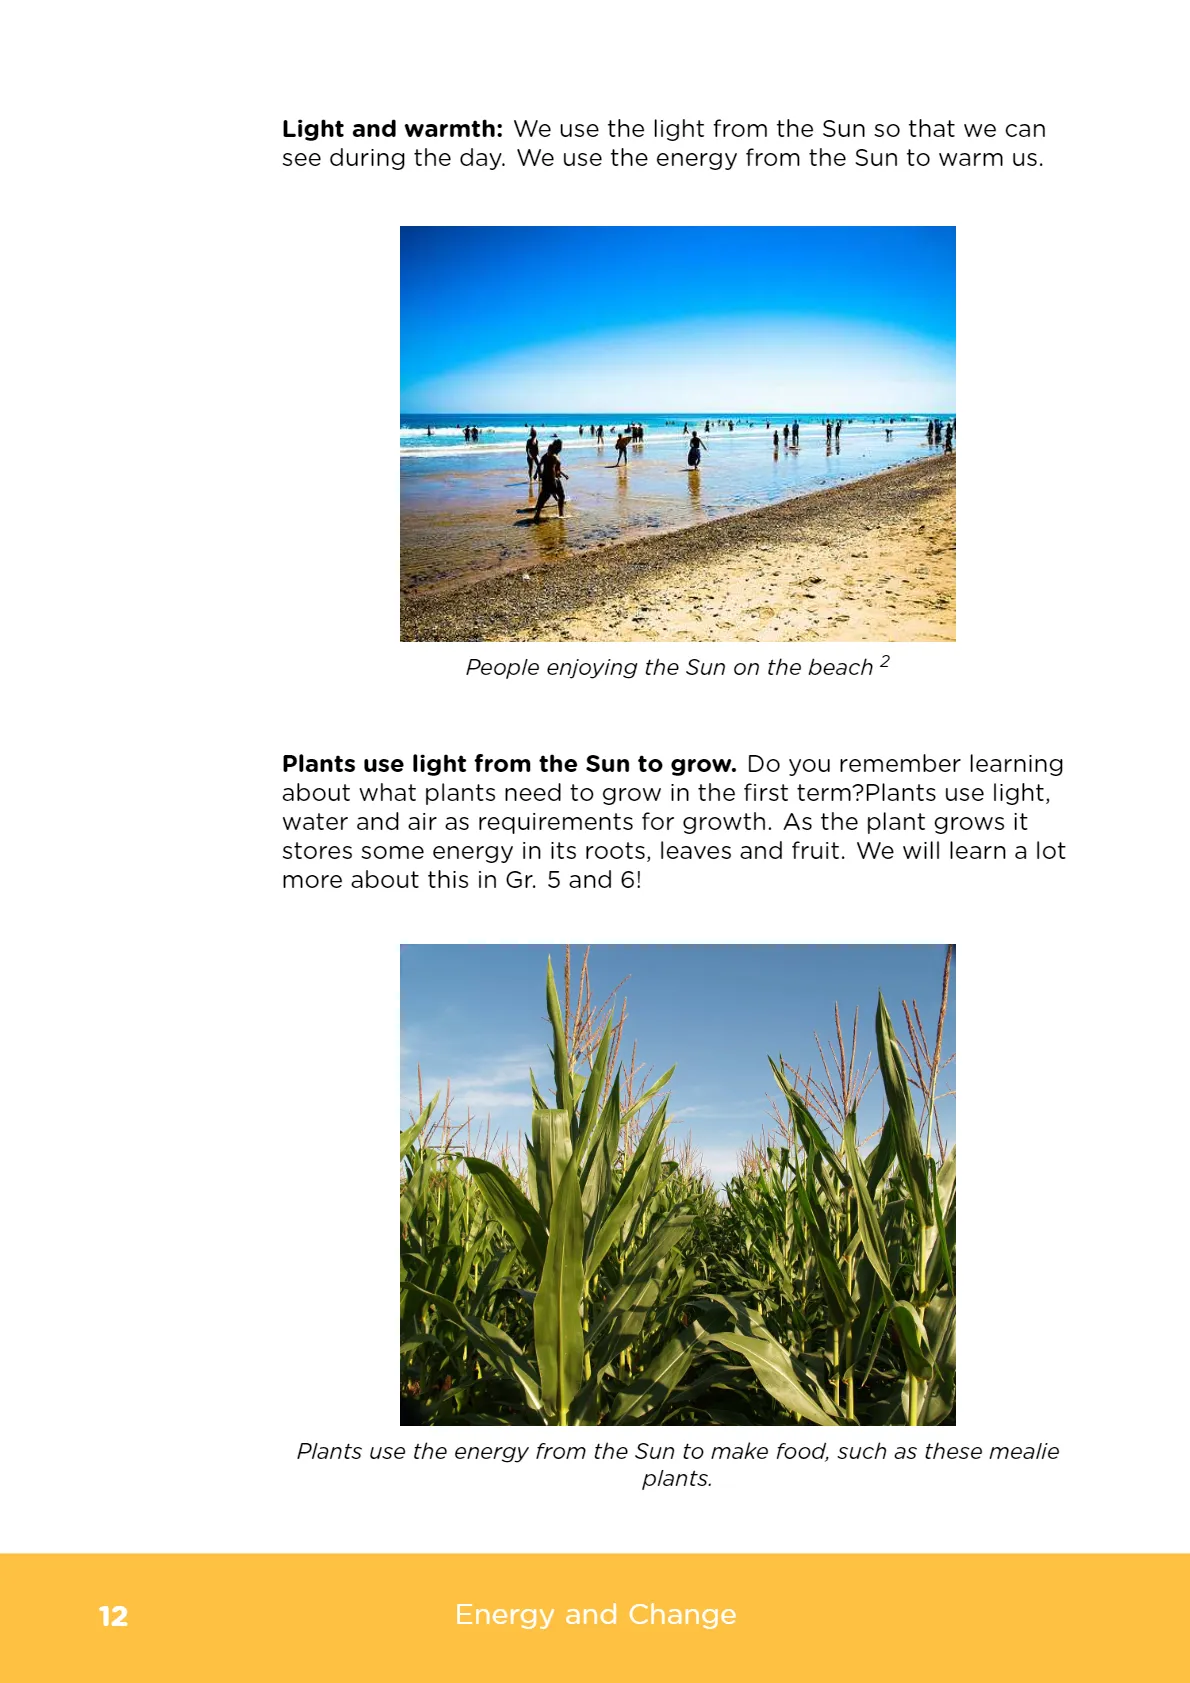 Light and warmth: We use the light from the Sun so that we can
see during the day. We use the energy from the Sun to warm us.
People enjoying the Sun on the beach 2
Plants use light from the Sun to grow. Do you remember learning
about what plants need to grow in the first term?Plants use light,
water and air as requirements for growth. As the plant grows it
stores some energy in its roots, leaves and fruit. We will learn a lot
more about this in Gr. 5 and 6!
Plants use the energy from the Sun to make food, such as these mealie
plants.
12 Energy and Change